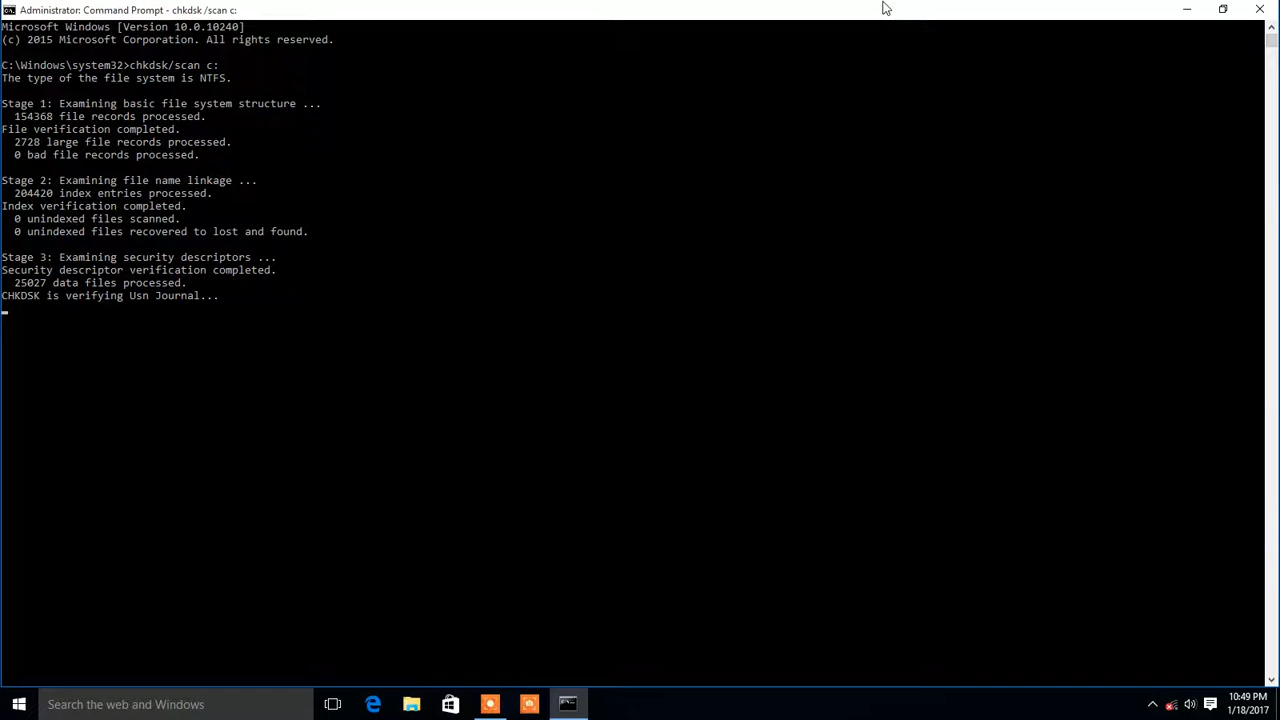 Administrator: Command Prompt - chkdsk /scan c:
Microsoft Windows [Version 10.0.10240]
(c) 2015 Microsoft Corporation. All rights reserved.
C:\Windows\system32>chkdsk/scan c:
The type of the file system is NTFS.
Stage 1: Examining basic file system structure ...
154368 file records processed.
File verification completed.
2728 large file records processed.
0 bad file records processed.
Stage 2: Examining file name linkage ...
204420 index entries processed.
Index verification completed.
0 unindexed files scanned.
0 unindexed files recovered to lost and found.
Stage 3: Examining security descriptors ...
Security descriptor verification completed.
25027 data files processed.
CHKDSK is verifying Usn Journal...
Search the web and Windows
10:49 PM
1/18/2017